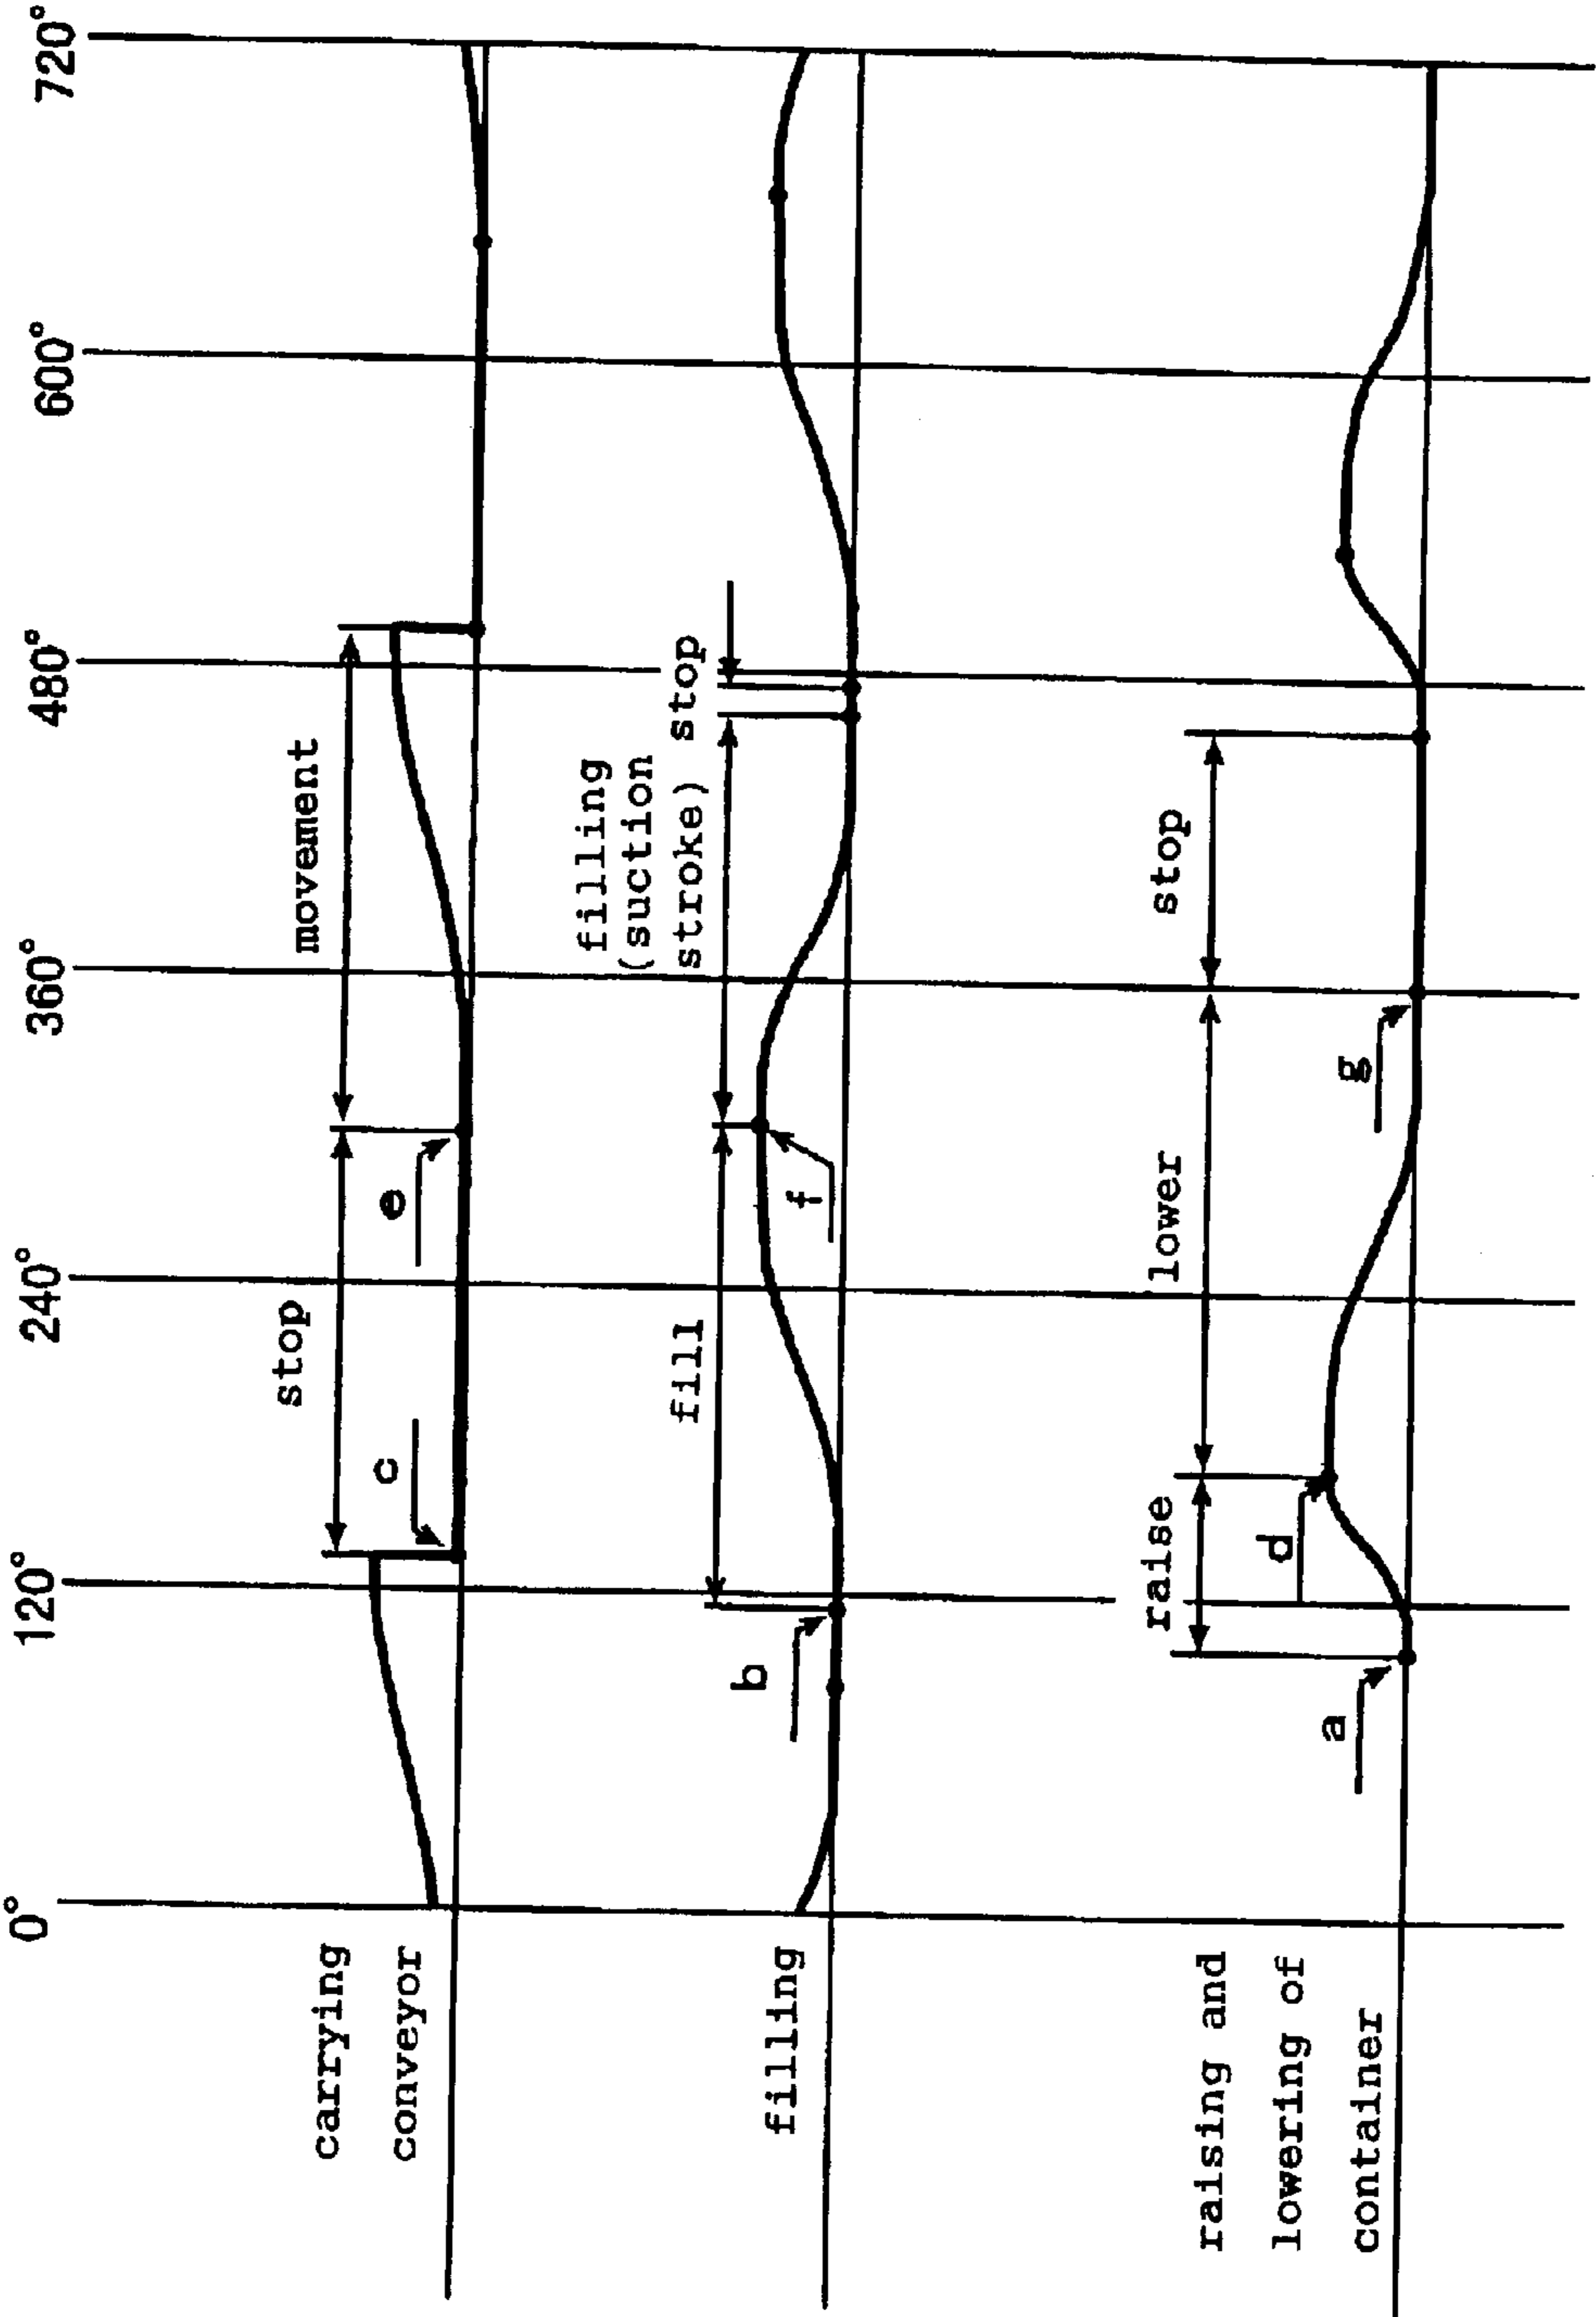 0°
120°
240°
360°
480°
600°
720°
carrying
conveyor
stop
movement
c
e
filling
fill
filling
(suction
stroke)
stop
b
f
raising and
lowering of
container
raise
lower
stop
a
d
g